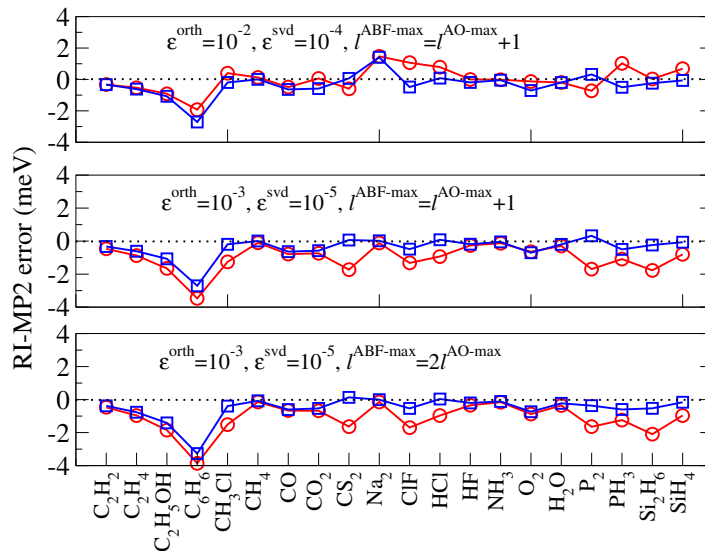 4
ε^orth=10^-2, ε^svd=10^-4, l^ABF-max=l^AO-max+1
2
0
-2
-4
4
2
ε^orth=10^-3, ε^svd=10^-5, l^ABF-max=l^AO-max+1
0
-2
-4
4
ε^orth=10^-3, ε^svd=10^-5, l^ABF-max=2l^AO-max
2
0
-2
-4
RI-MP2 error (meV)
C2H2
C2H4
C2H5OH
C6H6
CH3Cl
CH4
CO
CO2
CS2
Na2
ClF
HCl
HF
NH3
O2
H2O
P2
PH3
Si2H6
SiH4